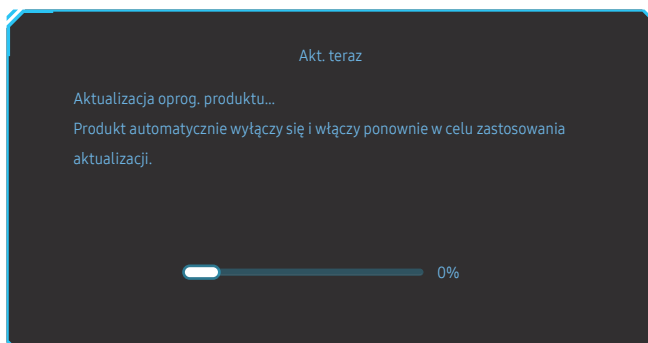 Akt. teraz
Aktualizacja oprog. produktu...
Produkt automatycznie wyłączy się i włączy ponownie w celu zastosowania
aktualizacji.
0%